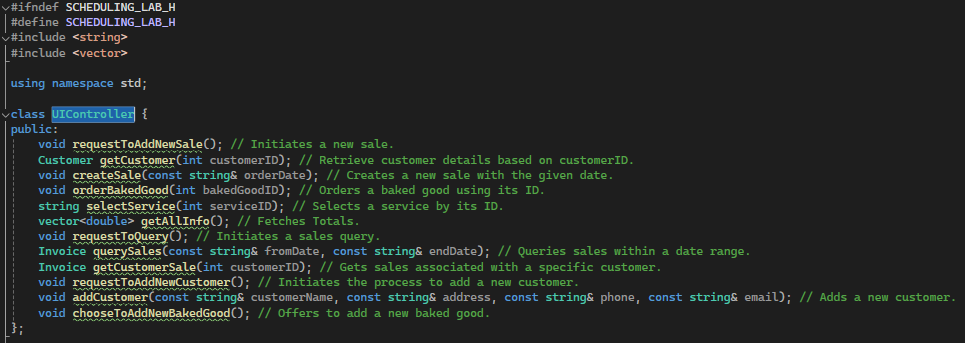 #ifndef SCHEDULING_LAB_H
#define SCHEDULING_LAB_H
#include <string>
#include <vector>
using namespace std;
class UIController {
public:
void requestToAddNewSale(); // Initiates a new sale.
Customer getCustomer(int customerID); // Retrieve customer details based on customerID.
void createSale(const string& orderDate); // Creates a new sale with the given date.
void orderBakedGood(int bakedGoodID); // Orders a baked good using its ID.
string selectService(int serviceID); // Selects a service by its ID.
vector<double> getAllInfo(); // Fetches Totals.
void requestToQuery(); // Initiates a sales query.
Invoice querySales(const string& fromDate, const string& endDate); // Queries sales within a date range.
Invoice getCustomerSale(int customerID); // Gets sales associated with a specific customer.
void requestToAddNewCustomer(); // Initiates the process to add a new customer.
void addCustomer(const string& customerName, const string& address, const string& phone, const string& email); // Adds a new customer.
void chooseToAddNewBakedGood(); // Offers to add a new baked good.
};